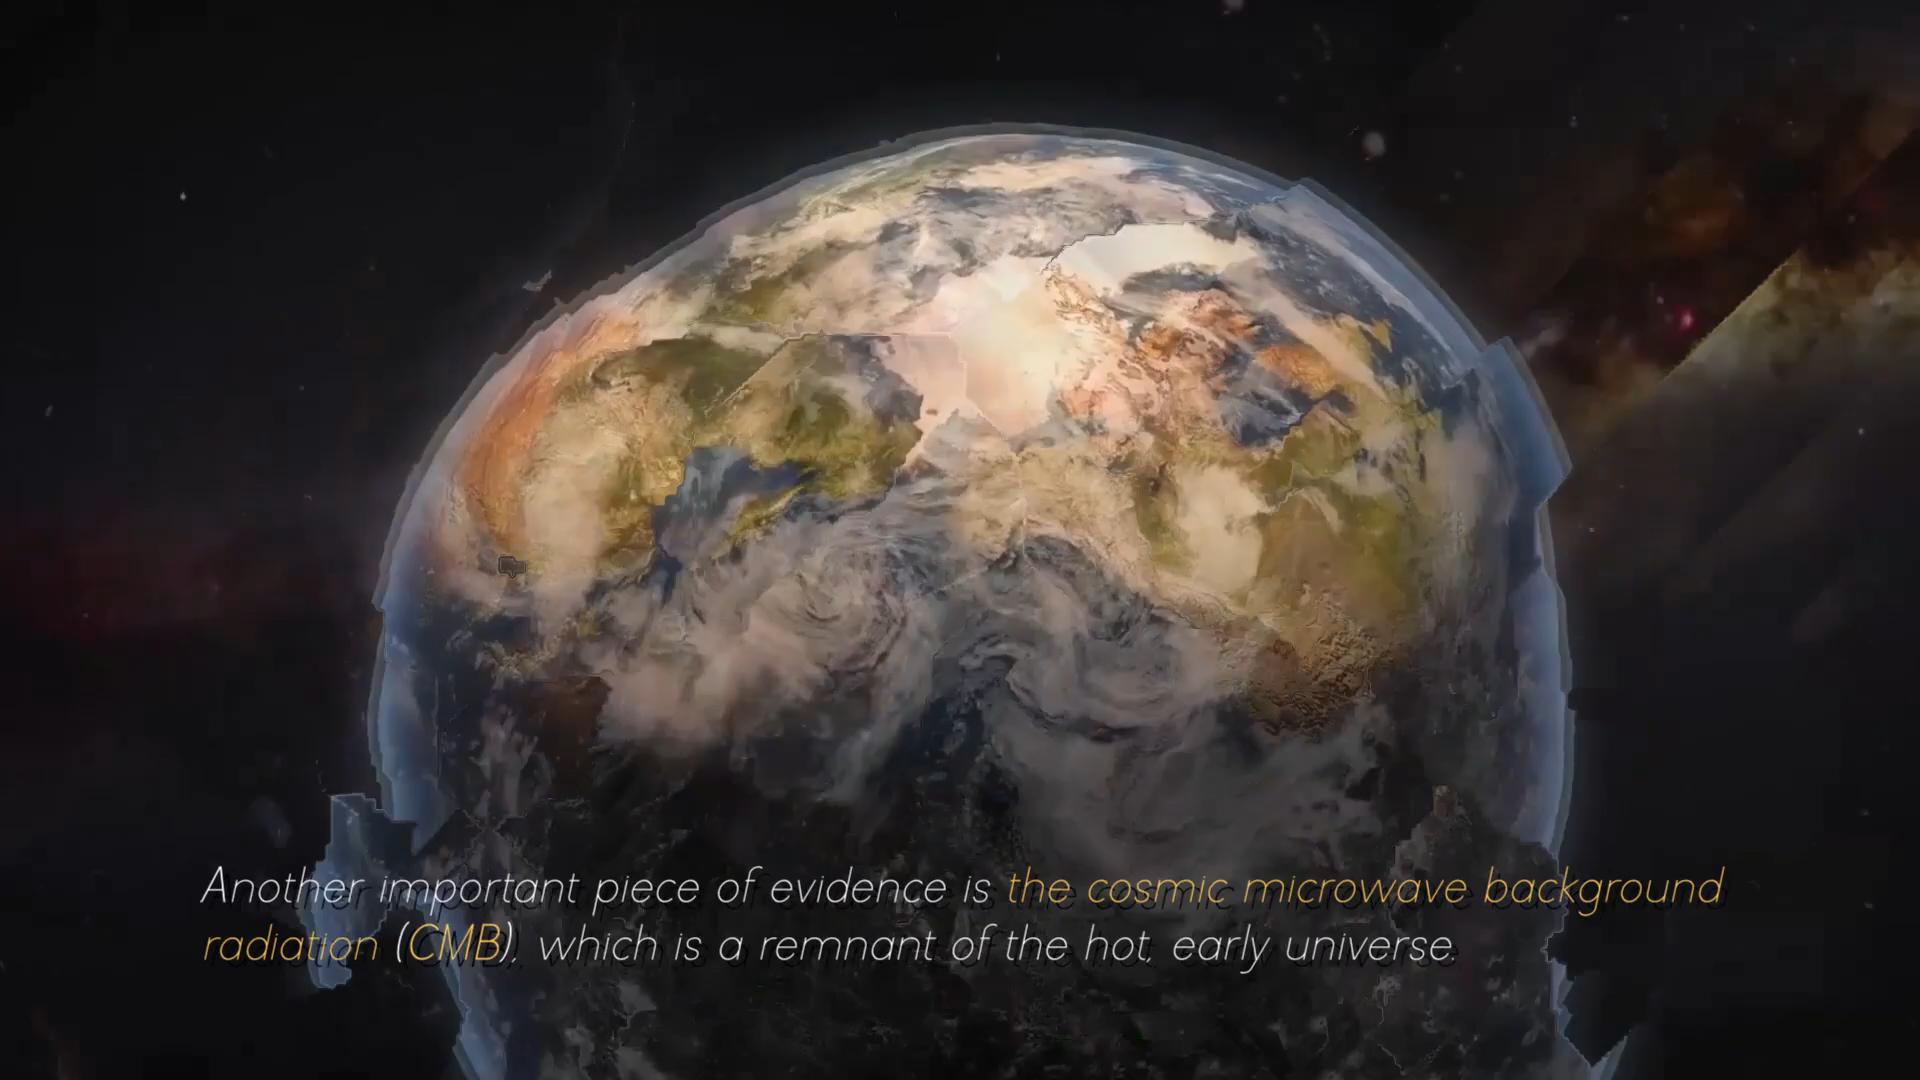 Another important piece of evidence is the cosmic microwave background
radiation (CMB), which is a remnant of the hot, early universe.